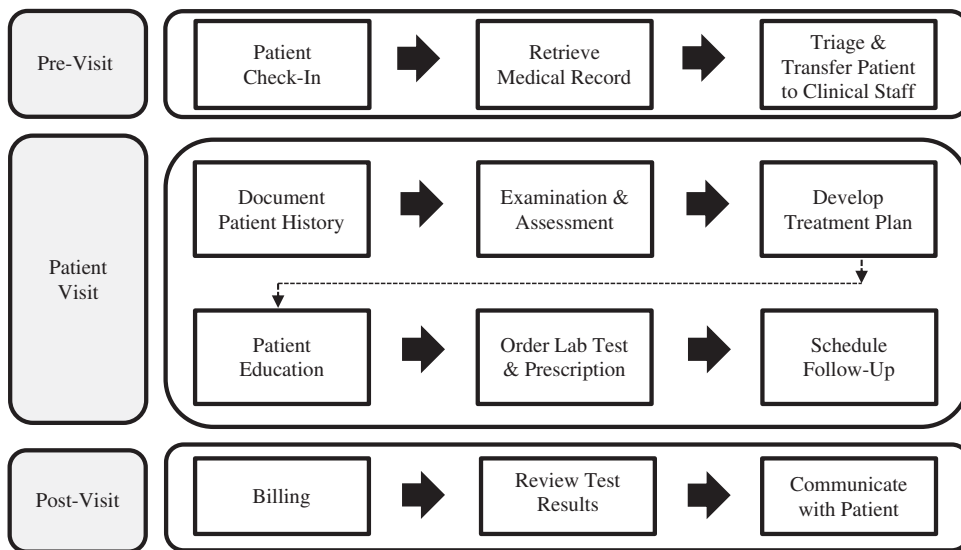 Pre-Visit
Patient
Check-In
Retrieve
Medical Record
Triage &
Transfer Patient
to Clinical Staff
Patient
Visit
Document
Patient History
Examination &
Assessment
Develop
Treatment Plan
Patient
Education
Order Lab Test
& Prescription
Schedule
Follow-Up
Post-Visit
Billing
Review Test
Results
Communicate
with Patient